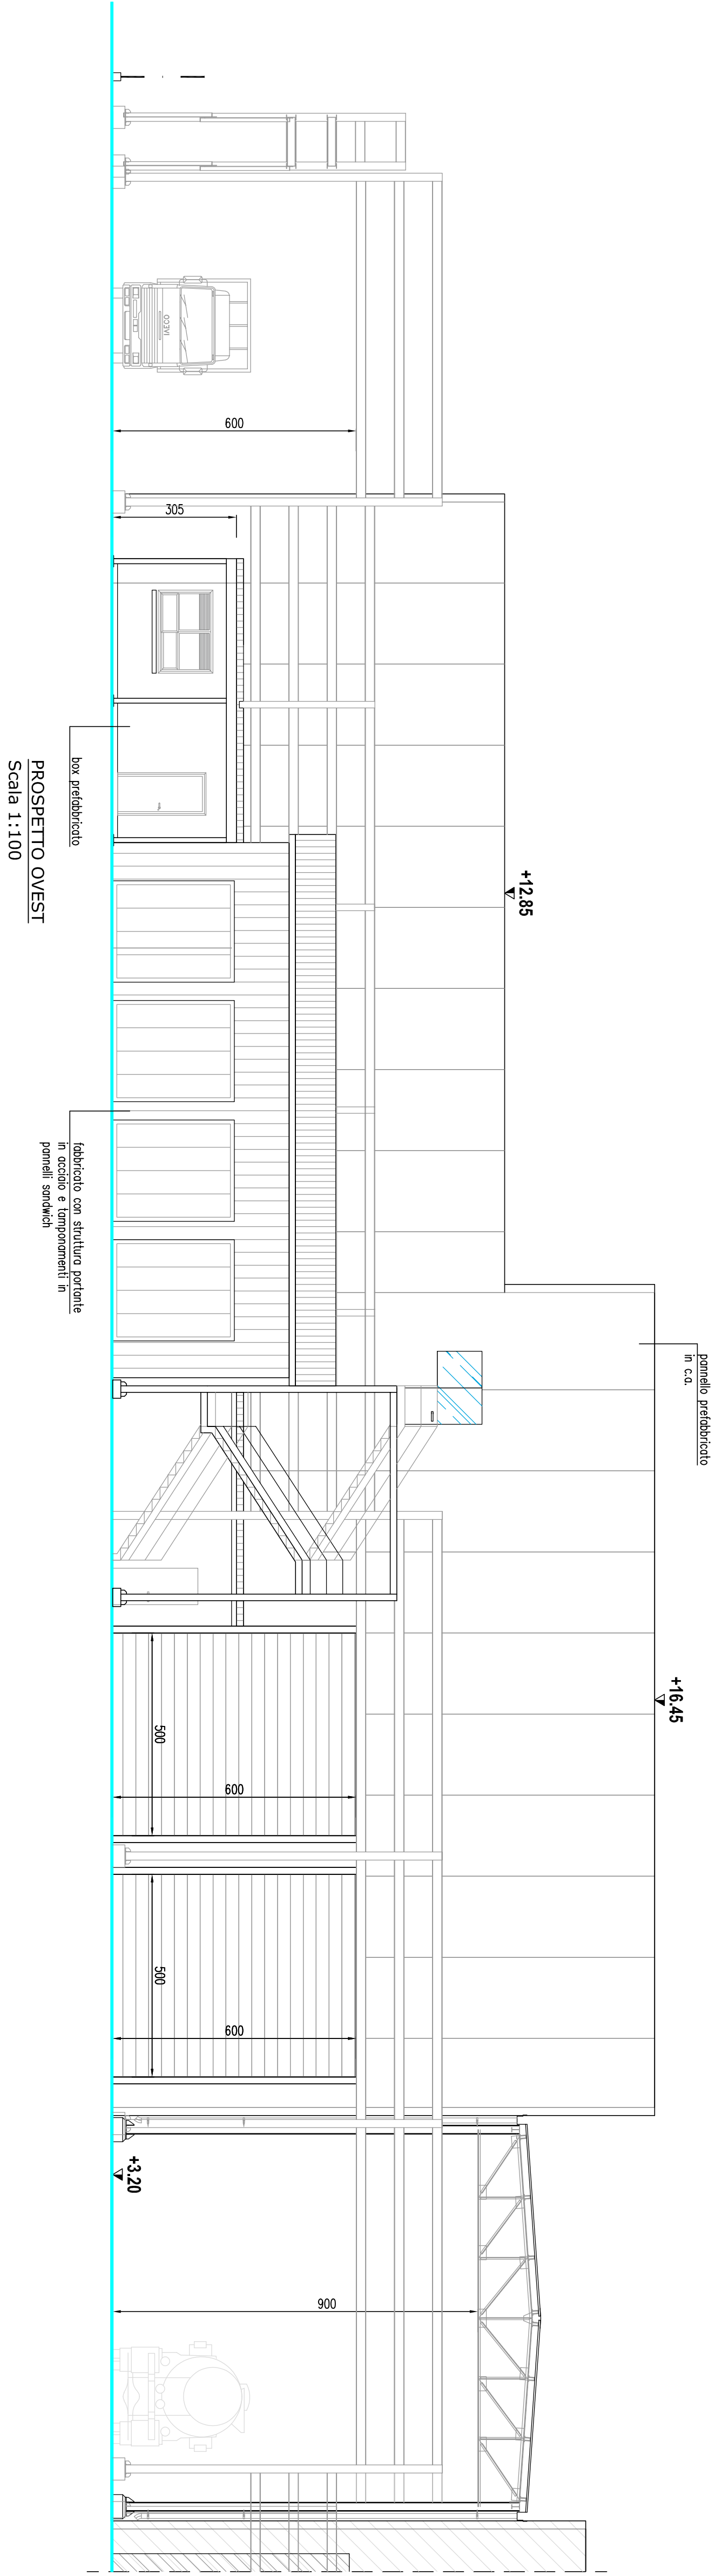 pannello prefabbricato
in c.a.
+16.45
+12.85
+3.20
IVECO
600
305
500
600
500
600
900
box prefabbricato
fabbricato con struttura portante
in acciaio e tamponamenti in
pannelli sandwich
PROSPETTO OVEST
Scala 1:100